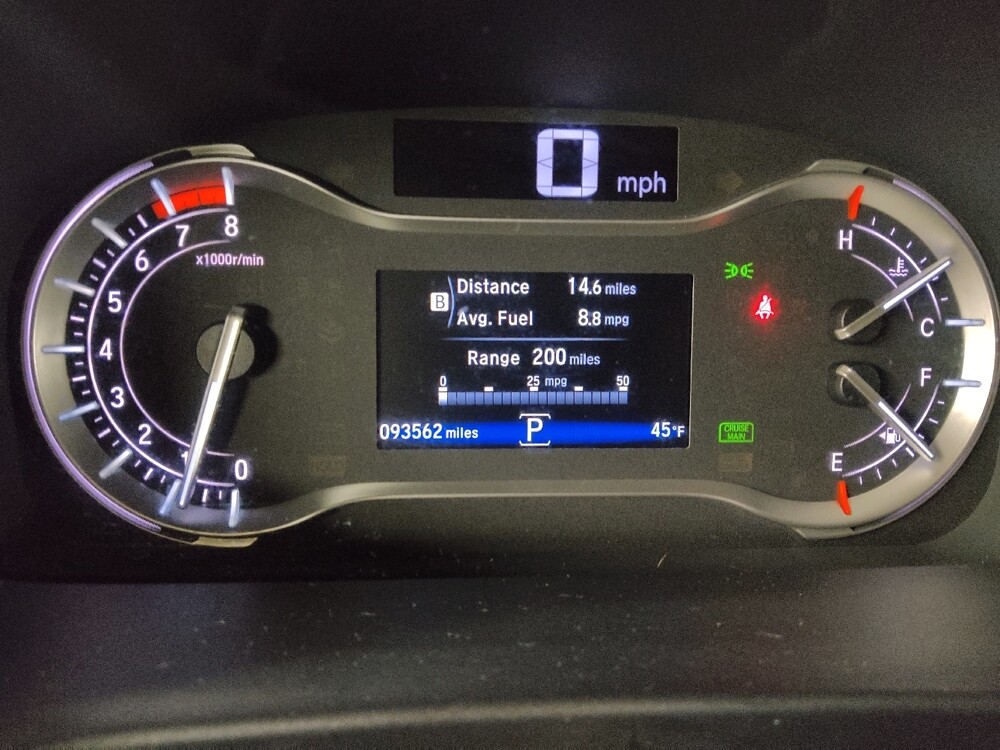 0 mph
8
7
6
5
4
3
2
1
0
x1000r/min
B
Distance 14.6 miles
Avg. Fuel 8.8 mpg
Range 200 miles
0 25 mpg 50
093562 miles P 45°F
H
C
F
E
CRUISE
MAIN